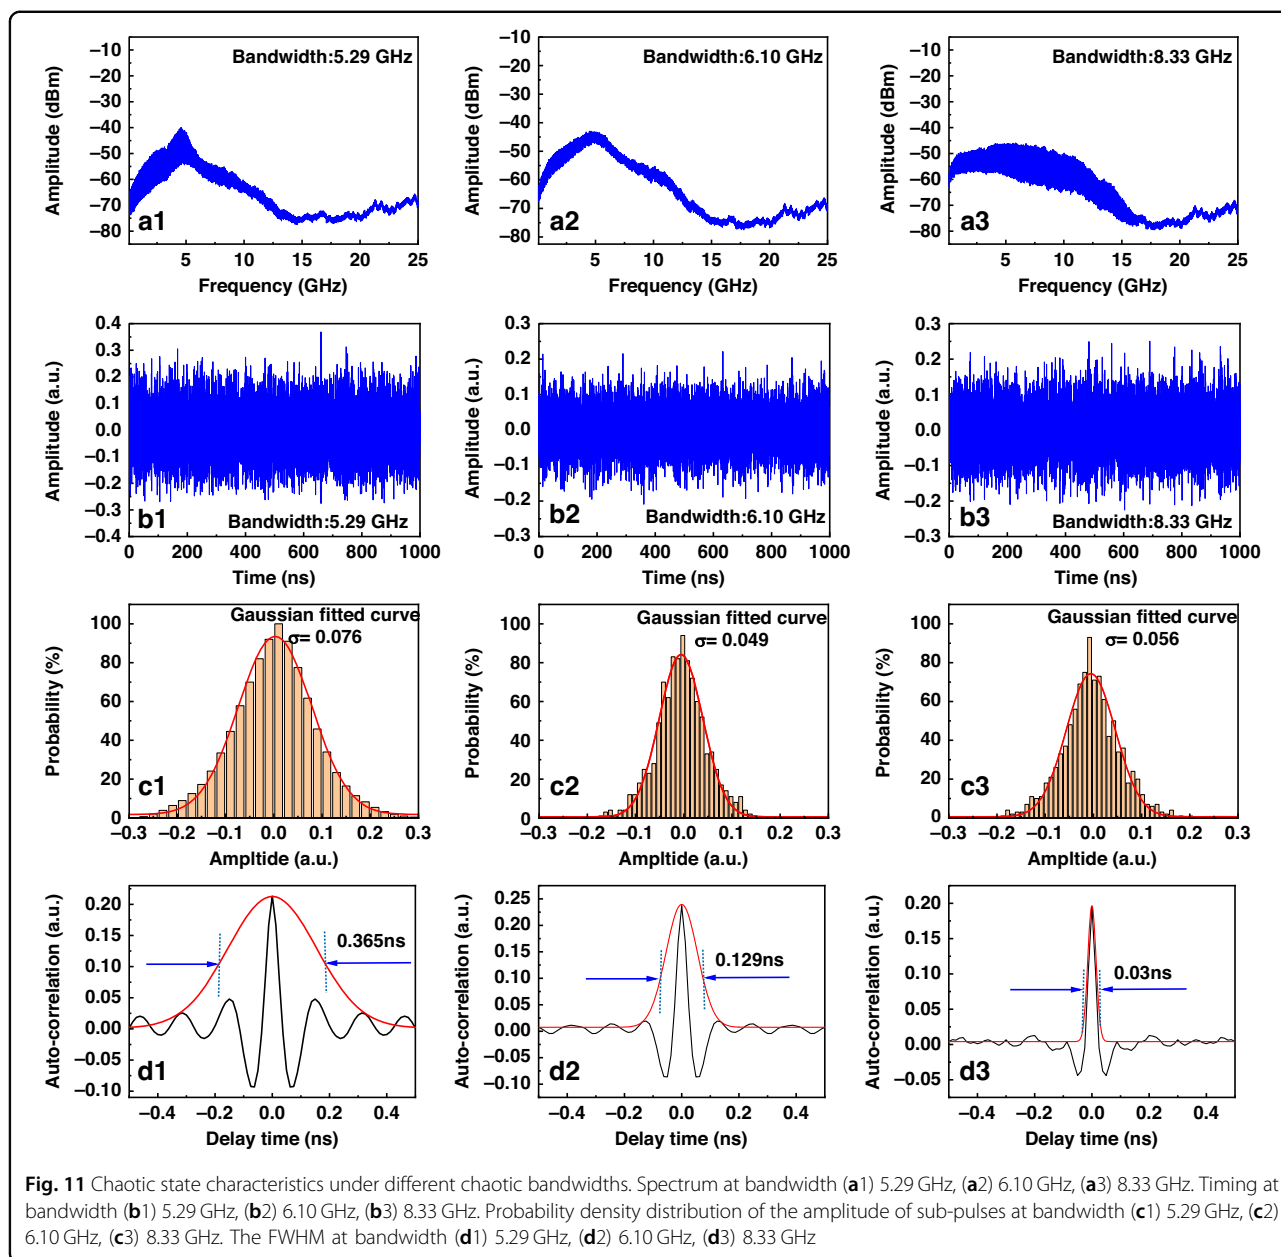 −10
−20
−30
−40
−50
−60
−70
−80
Amplitude (dBm)
Bandwidth:5.29 GHz
a1
5 10 15 20 25
Frequency (GHz)
−10
−20
−30
−40
−50
−60
−70
−80
Amplitude (dBm)
Bandwidth:6.10 GHz
a2
5 10 15 20 25
Frequency (GHz)
−10
−20
−30
−40
−50
−60
−70
−80
Amplitude (dBm)
Bandwidth:8.33 GHz
a3
5 10 15 20 25
Frequency (GHz)
0.4
0.3
0.2
0.1
0.0
−0.1
−0.2
−0.3
−0.4
Amplitude (a.u.)
b1
Bandwidth:5.29 GHz
0 200 400 600 800 1000
Time (ns)
0.3
0.2
0.1
0.0
−0.1
−0.2
−0.3
Amplitude (a.u.)
b2
Bandwidth:6.10 GHz
0 200 400 600 800 1000
Time (ns)
0.3
0.2
0.1
0.0
−0.1
−0.2
−0.3
Amplitude (a.u.)
b3
Bandwidth:8.33 GHz
0 200 400 600 800 1000
Time (ns)
100
80
60
40
20
0
Probability (%)
Gaussian fitted curve
σ= 0.076
c1
−0.3 −0.2 −0.1 0.0 0.1 0.2 0.3
Ampltide (a.u.)
100
80
60
40
20
0
Probability (%)
Gaussian fitted curve
σ= 0.049
c2
−0.3 −0.2 −0.1 0.0 0.1 0.2 0.3
Ampltide (a.u.)
100
80
60
40
20
0
Probability (%)
Gaussian fitted curve
σ= 0.056
c3
−0.3 −0.2 −0.1 0.0 0.1 0.2 0.3
Ampltide (a.u.)
0.20
0.15
0.10
0.05
0.00
−0.05
−0.10
Auto-correlation (a.u.)
0.365ns
d1
−0.4 −0.2 0.0 0.2 0.4
Delay time (ns)
0.25
0.20
0.15
0.10
0.05
0.00
−0.05
−0.10
Auto-correlation (a.u.)
0.129ns
d2
−0.4 −0.2 0.0 0.2 0.4
Delay time (ns)
0.20
0.15
0.10
0.05
0.00
−0.05
Auto-correlation (a.u.)
0.03ns
d3
−0.4 −0.2 0.0 0.2 0.4
Delay time (ns)
Fig. 11 Chaotic state characteristics under different chaotic bandwidths. Spectrum at bandwidth (a1) 5.29 GHz, (a2) 6.10 GHz, (a3) 8.33 GHz. Timing at
bandwidth (b1) 5.29 GHz, (b2) 6.10 GHz, (b3) 8.33 GHz. Probability density distribution of the amplitude of sub-pulses at bandwidth (c1) 5.29 GHz, (c2)
6.10 GHz, (c3) 8.33 GHz. The FWHM at bandwidth (d1) 5.29 GHz, (d2) 6.10 GHz, (d3) 8.33 GHz